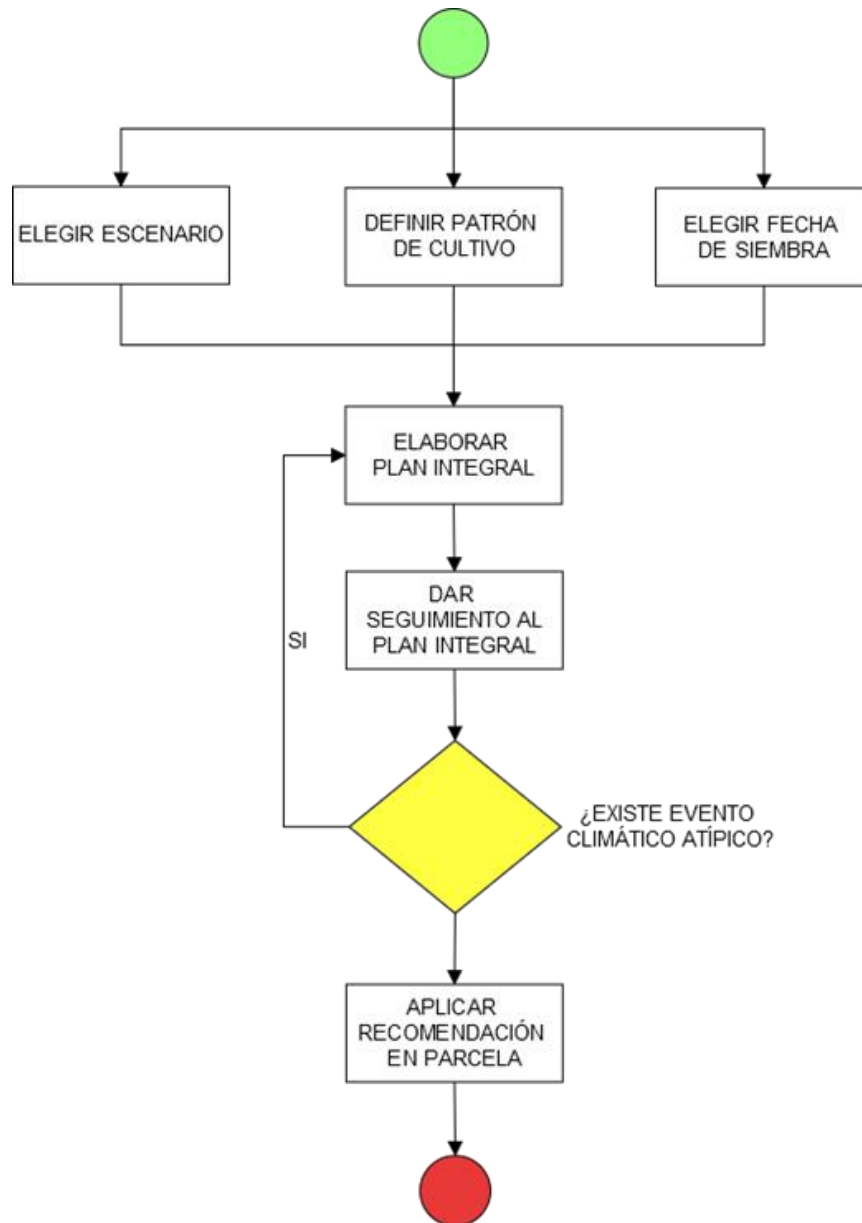 ELEGIR ESCENARIO
DEFINIR PATRÓN
DE CULTIVO
ELEGIR FECHA
DE SIEMBRA
ELABORAR
PLAN INTEGRAL
DAR
SEGUIMIENTO AL
PLAN INTEGRAL
SI
¿EXISTE EVENTO
CLIMÁTICO ATÍPICO?
APLICAR
RECOMENDACIÓN
EN PARCELA